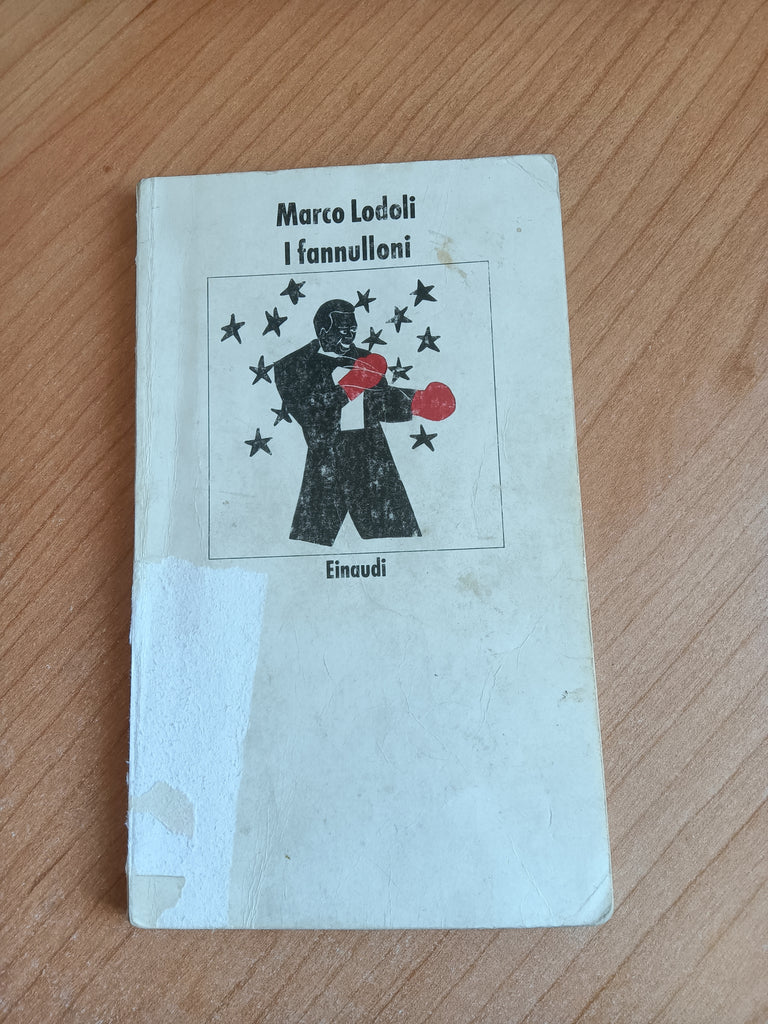 Marco Lodoli
I fannulloni
Einaudi